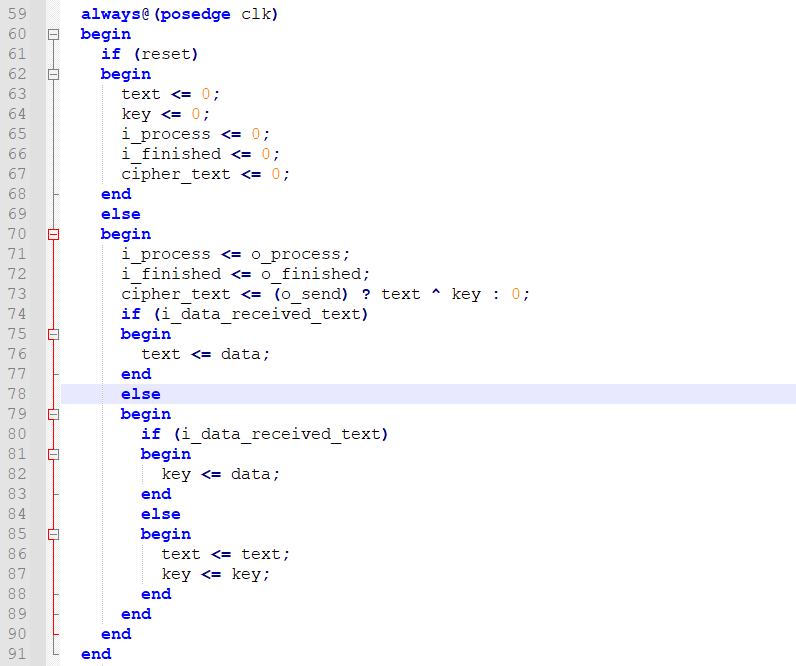 59 always@(posedge clk)
60 begin
61 if (reset)
62 begin
63 text <= 0;
64 key <= 0;
65 i_process <= 0;
66 i_finished <= 0;
67 cipher_text <= 0;
68 end
69 else
70 begin
71 i_process <= o_process;
72 i_finished <= o_finished;
73 cipher_text <= (o_send) ? text ^ key : 0;
74 if (i_data_received_text)
75 begin
76 text <= data;
77 end
78 else
79 begin
80 if (i_data_received_text)
81 begin
82 key <= data;
83 end
84 else
85 begin
86 text <= text;
87 key <= key;
88 end
89 end
90 end
91 end